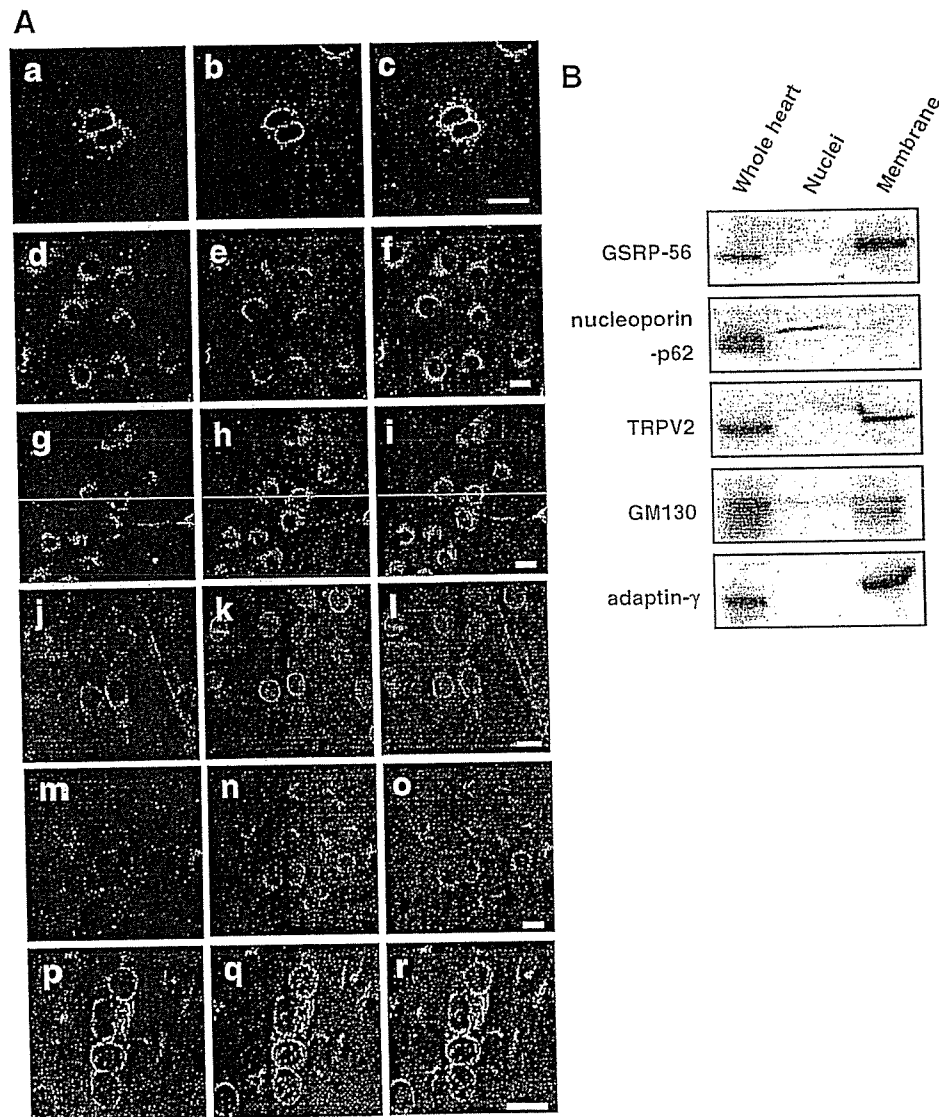 A
a b c
d e f
g h i
j k l
m n o
p q r
B
Whole heart
Nuclei
Membrane
GSRP-56
nucleoporin
-p62
TRPV2
GM130
adaptin-γ